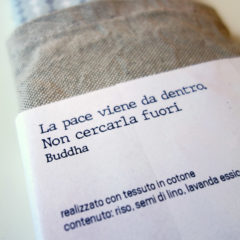 La pace viene da dentro.
Non cercarla fuori
Buddha
realizzato con tessuto in cotone
contenuto: riso, semi di lino, lavanda essic